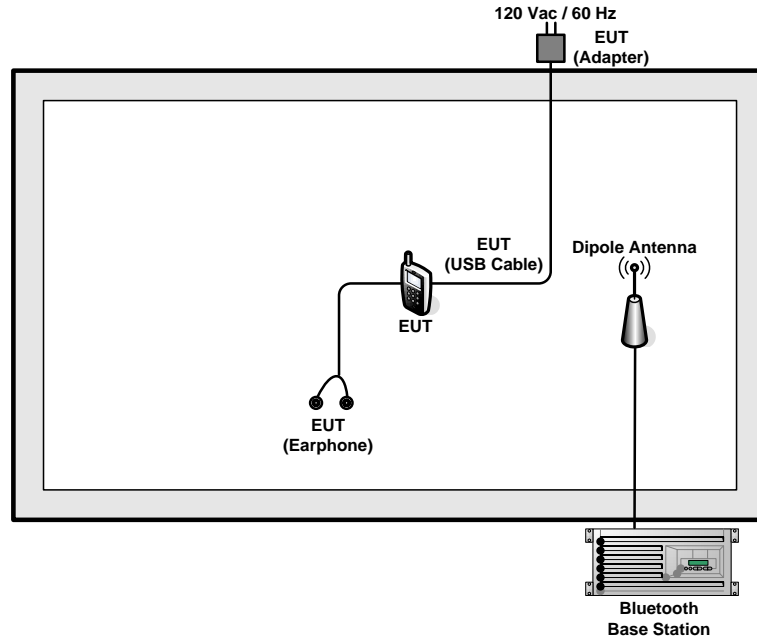 120 Vac / 60 Hz
EUT
(Adapter)
EUT
(USB Cable)
Dipole Antenna
EUT
EUT
(Earphone)
Bluetooth
Base Station